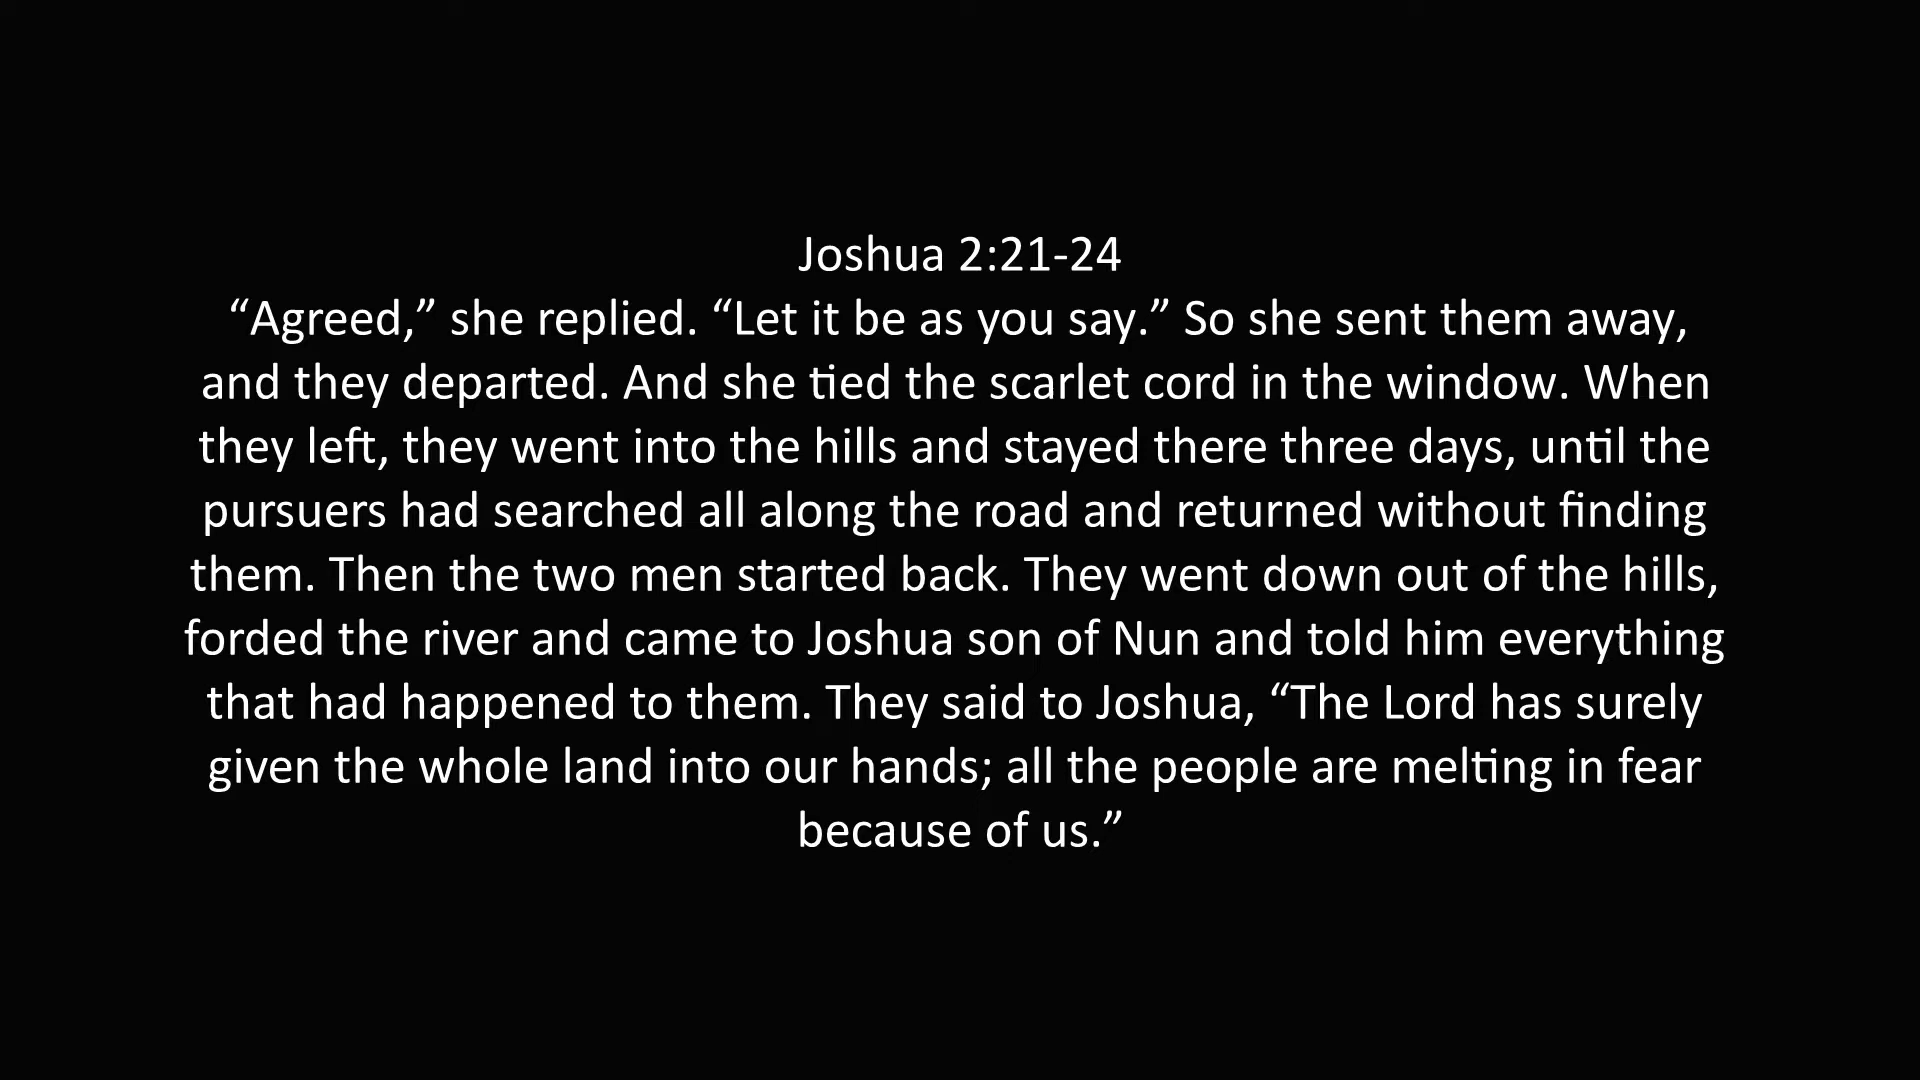 Joshua 2:21-24
“Agreed,” she replied. “Let it be as you say.” So she sent them away,
and they departed. And she tied the scarlet cord in the window. When
they left, they went into the hills and stayed there three days, until the
pursuers had searched all along the road and returned without finding
them. Then the two men started back. They went down out of the hills,
forded the river and came to Joshua son of Nun and told him everything
that had happened to them. They said to Joshua, “The Lord has surely
given the whole land into our hands; all the people are melting in fear
because of us.”